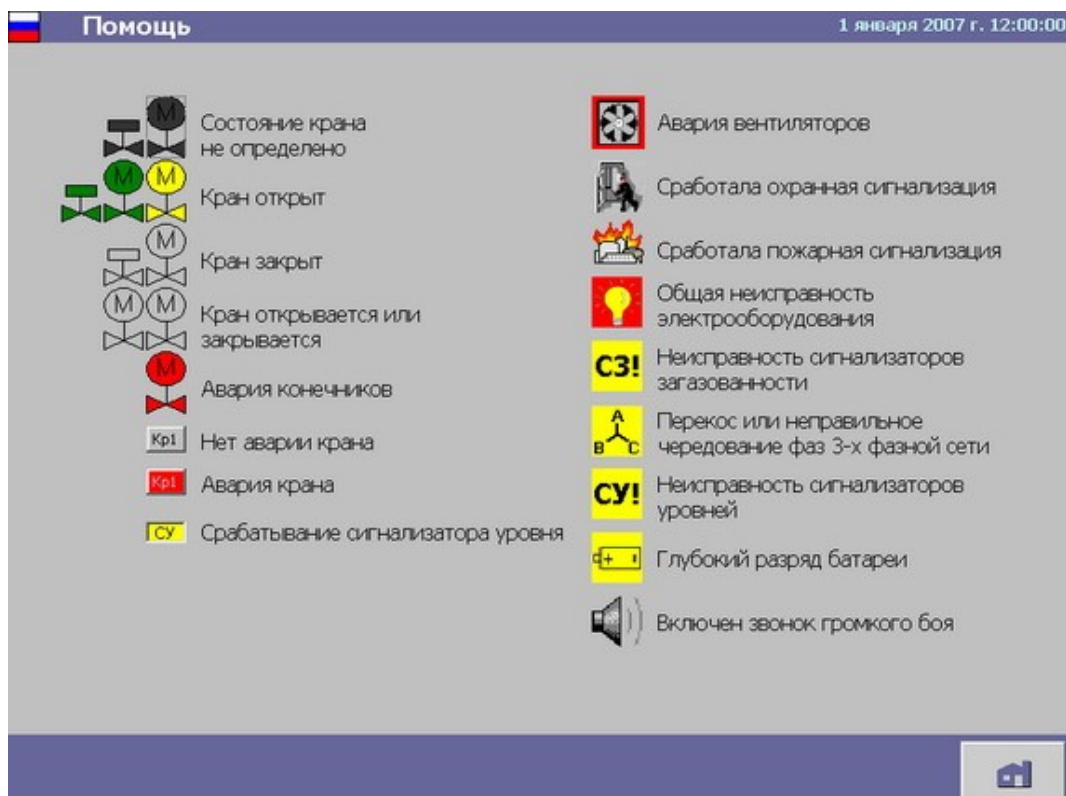 Помощь
1 января 2007 г. 12:00:00
M
Состояние крана
не определено
M M
Кран открыт
M
Кран закрыт
M M
Кран открывается или
закрывается
M
Авария конечников
Кр1
Нет аварии крана
Кр1
Авария крана
СУ
Срабатывание сигнализатора уровня
Авария вентиляторов
Сработала охранная сигнализация
Сработала пожарная сигнализация
Общая неисправность
электрооборудования
СЗ!
Неисправность сигнализаторов
загазованности
A
B C
Перекос или неправильное
чередование фаз 3-х фазной сети
СУ!
Неисправность сигнализаторов
уровней
Глубокий разряд батареи
Включен звонок громкого боя